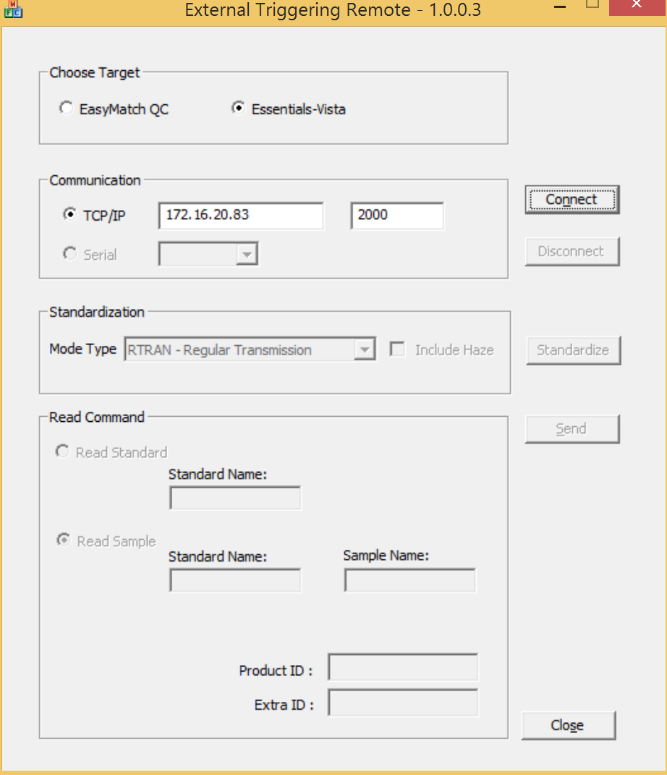 External Triggering Remote - 1.0.0.3
Choose Target
EasyMatch QC Essentials-Vista
Communication
TCP/IP 172.16.20.83 2000 Connect
Serial Disconnect
Standardization
Mode Type RTRAN - Regular Transmission Include Haze Standardize
Read Command
Send
Read Standard
Standard Name:
Read Sample
Standard Name: Sample Name:
Product ID :
Extra ID :
Close